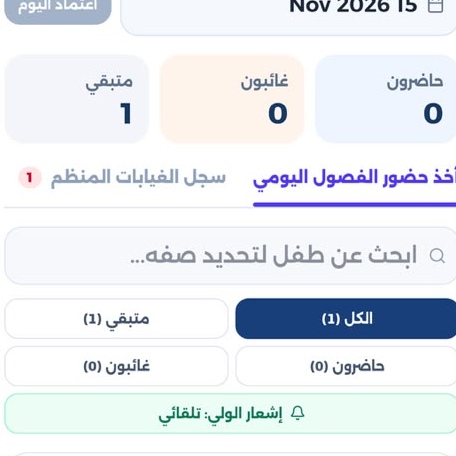 اعتماد اليوم
15 Nov 2026
حاضرون
0
غائبون
0
متبقي
1
أخذ حضور الفصول اليومي
سجل الغيابات المنظم 1
ابحث عن طفل لتحديد صفه...
الكل (1)
متبقي (1)
حاضرون (0)
غائبون (0)
إشعار الولي: تلقائي